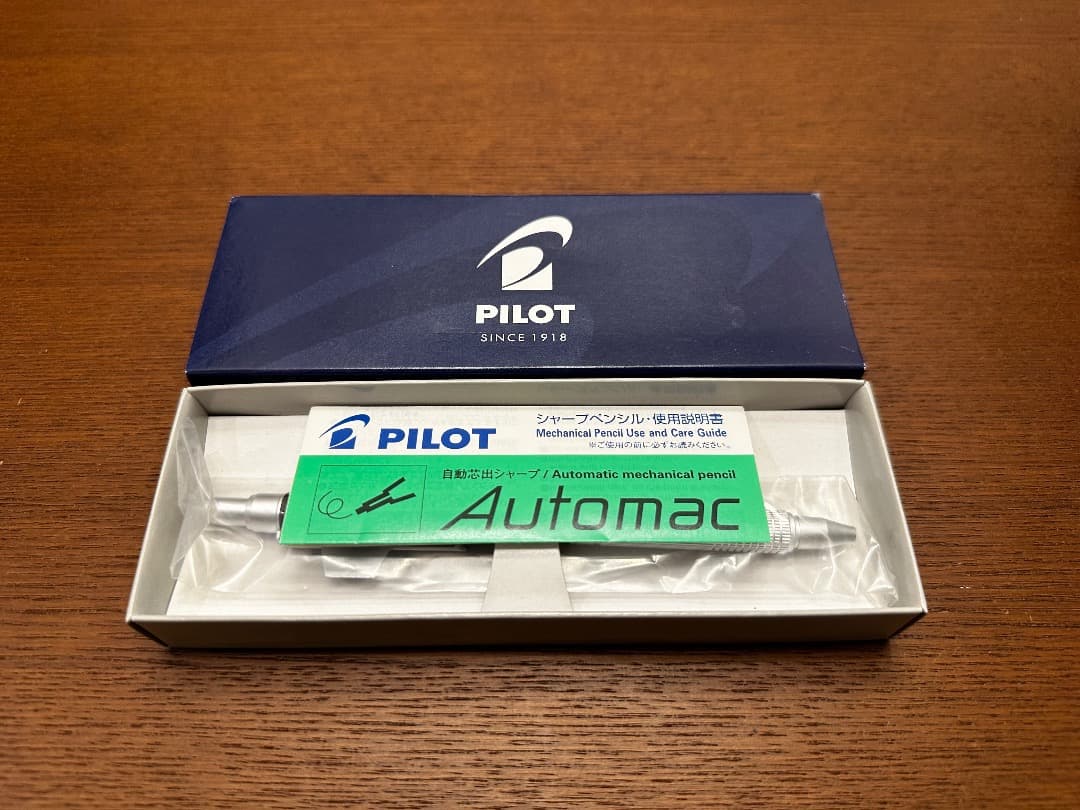 PILOT
SINCE 1918
PILOT
シャープペンシル・使用説明書
Mechanical Pencil Use and Care Guide
※ご使用の前に必ずお読みください。
自動芯出シャープ / Automatic mechanical pencil
Automac